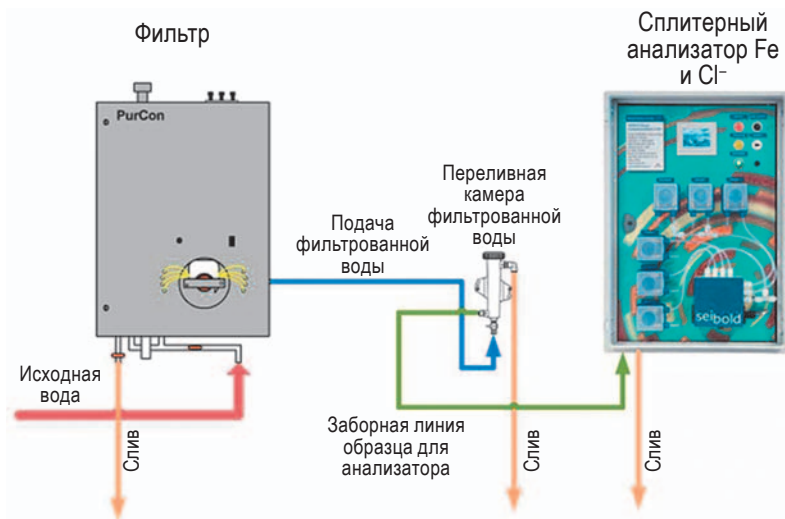 Фильтр
Сплитерный
анализатор Fe
и Cl⁻
PurCon
Переливная
камера
фильтрованной
воды
Подача
фильтрованной
воды
seibold
Исходная
вода
Заборная линия
образца для
анализатора
Слив
Слив
Слив